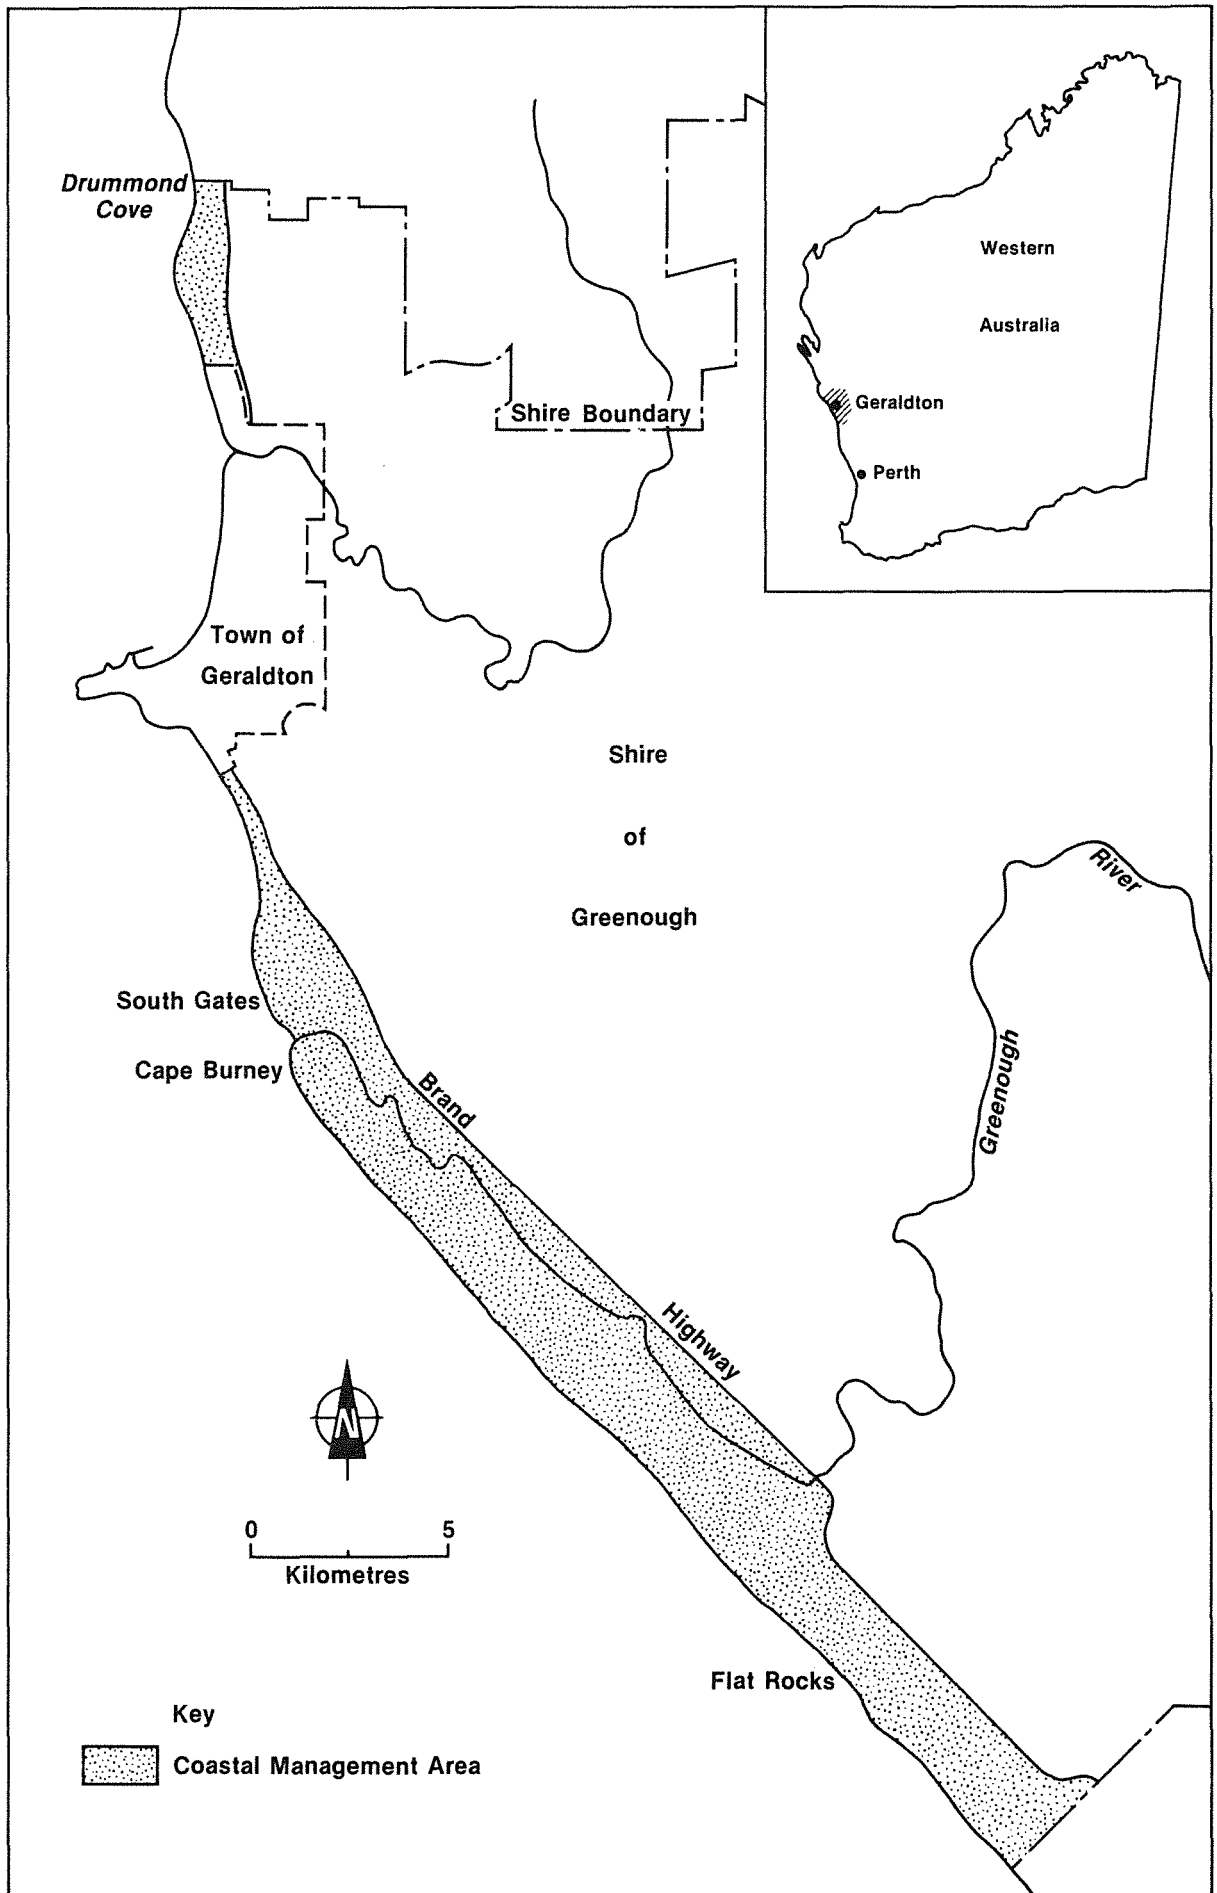 Drummond
Cove
Western
Australia
Geraldton
Perth
Shire Boundary
Town of
Geraldton
Shire
of
Greenough
River
Greenough
South Gates
Cape Burney
Brand
Highway
N
0 5
Kilometres
Flat Rocks
Key
Coastal Management Area